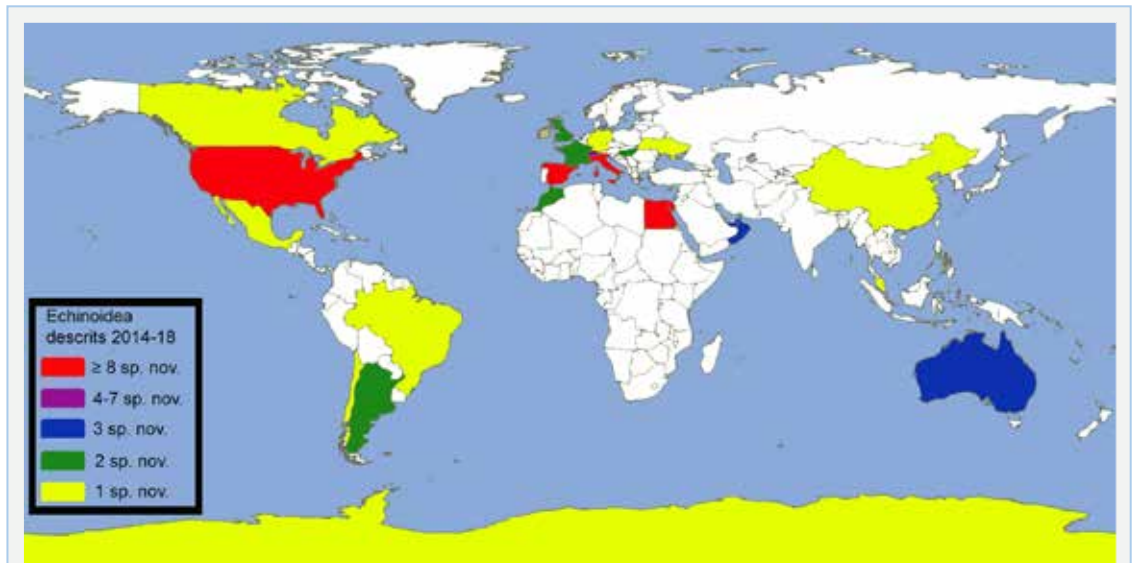 Echinoidea
descrits 2014-18
≥ 8 sp. nov.
4-7 sp. nov.
3 sp. nov.
2 sp. nov.
1 sp. nov.